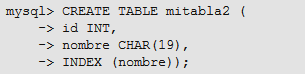 mysql> CREATE TABLE mitabla2 (
-> id INT,
-> nombre CHAR(19),
-> INDEX (nombre));